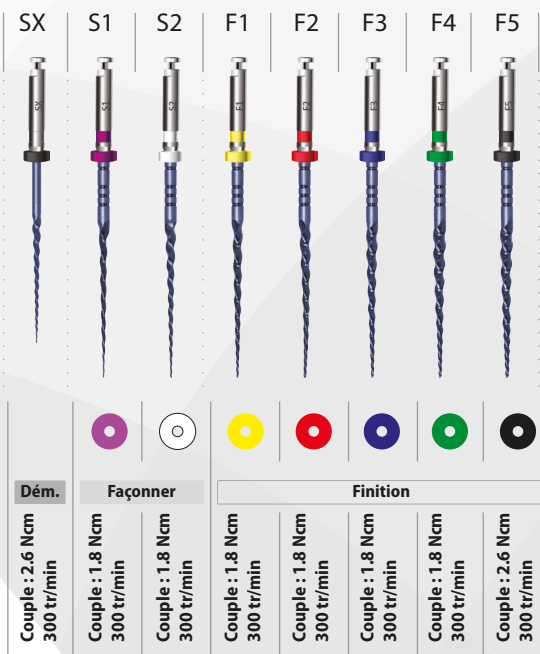 SX S1 S2 F1 F2 F3 F4 F5
SX S1 S2 F1 F2 F3 F4 F5
Dém. Façonner Finition
Couple : 2.6 Ncm
300 tr/min
Couple : 1.8 Ncm
300 tr/min
Couple : 1.8 Ncm
300 tr/min
Couple : 1.8 Ncm
300 tr/min
Couple : 1.8 Ncm
300 tr/min
Couple : 1.8 Ncm
300 tr/min
Couple : 1.8 Ncm
300 tr/min
Couple : 2.6 Ncm
300 tr/min